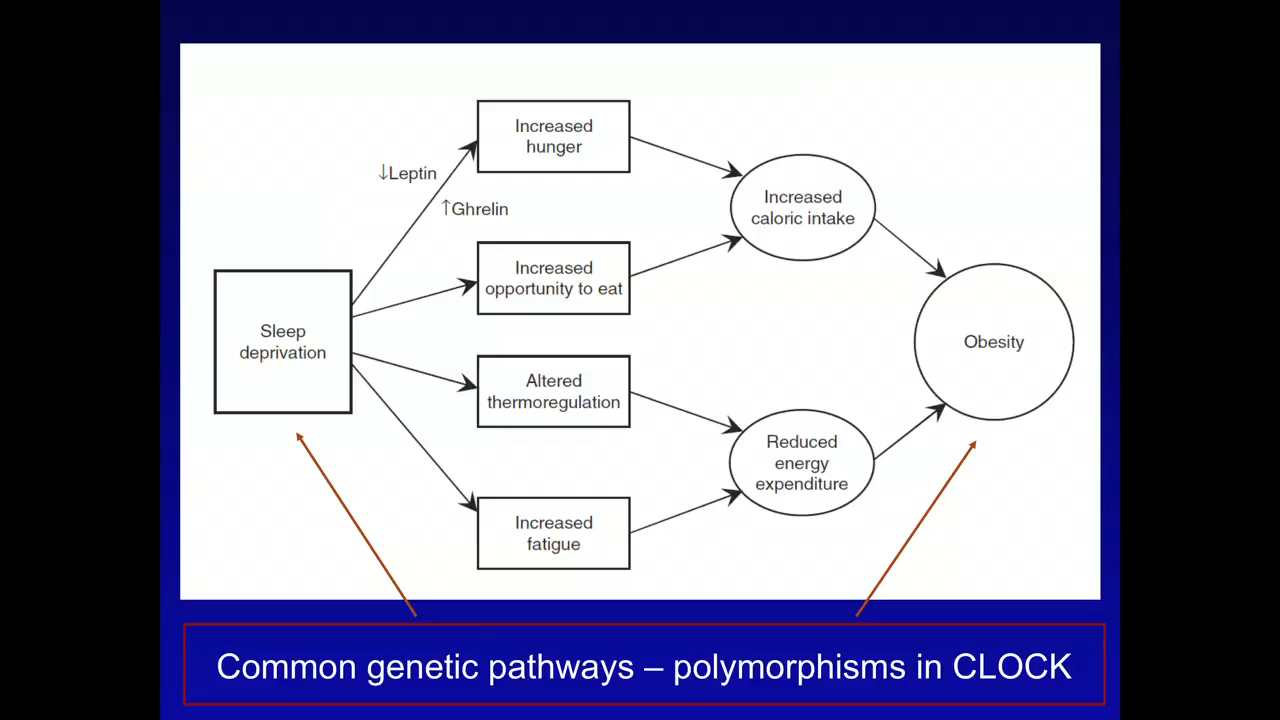 Increased
hunger
↓Leptin
↑Ghrelin
Increased
caloric intake
Increased
opportunity to eat
Sleep
deprivation
Obesity
Altered
thermoregulation
Reduced
energy
expenditure
Increased
fatigue
Common genetic pathways – polymorphisms in CLOCK